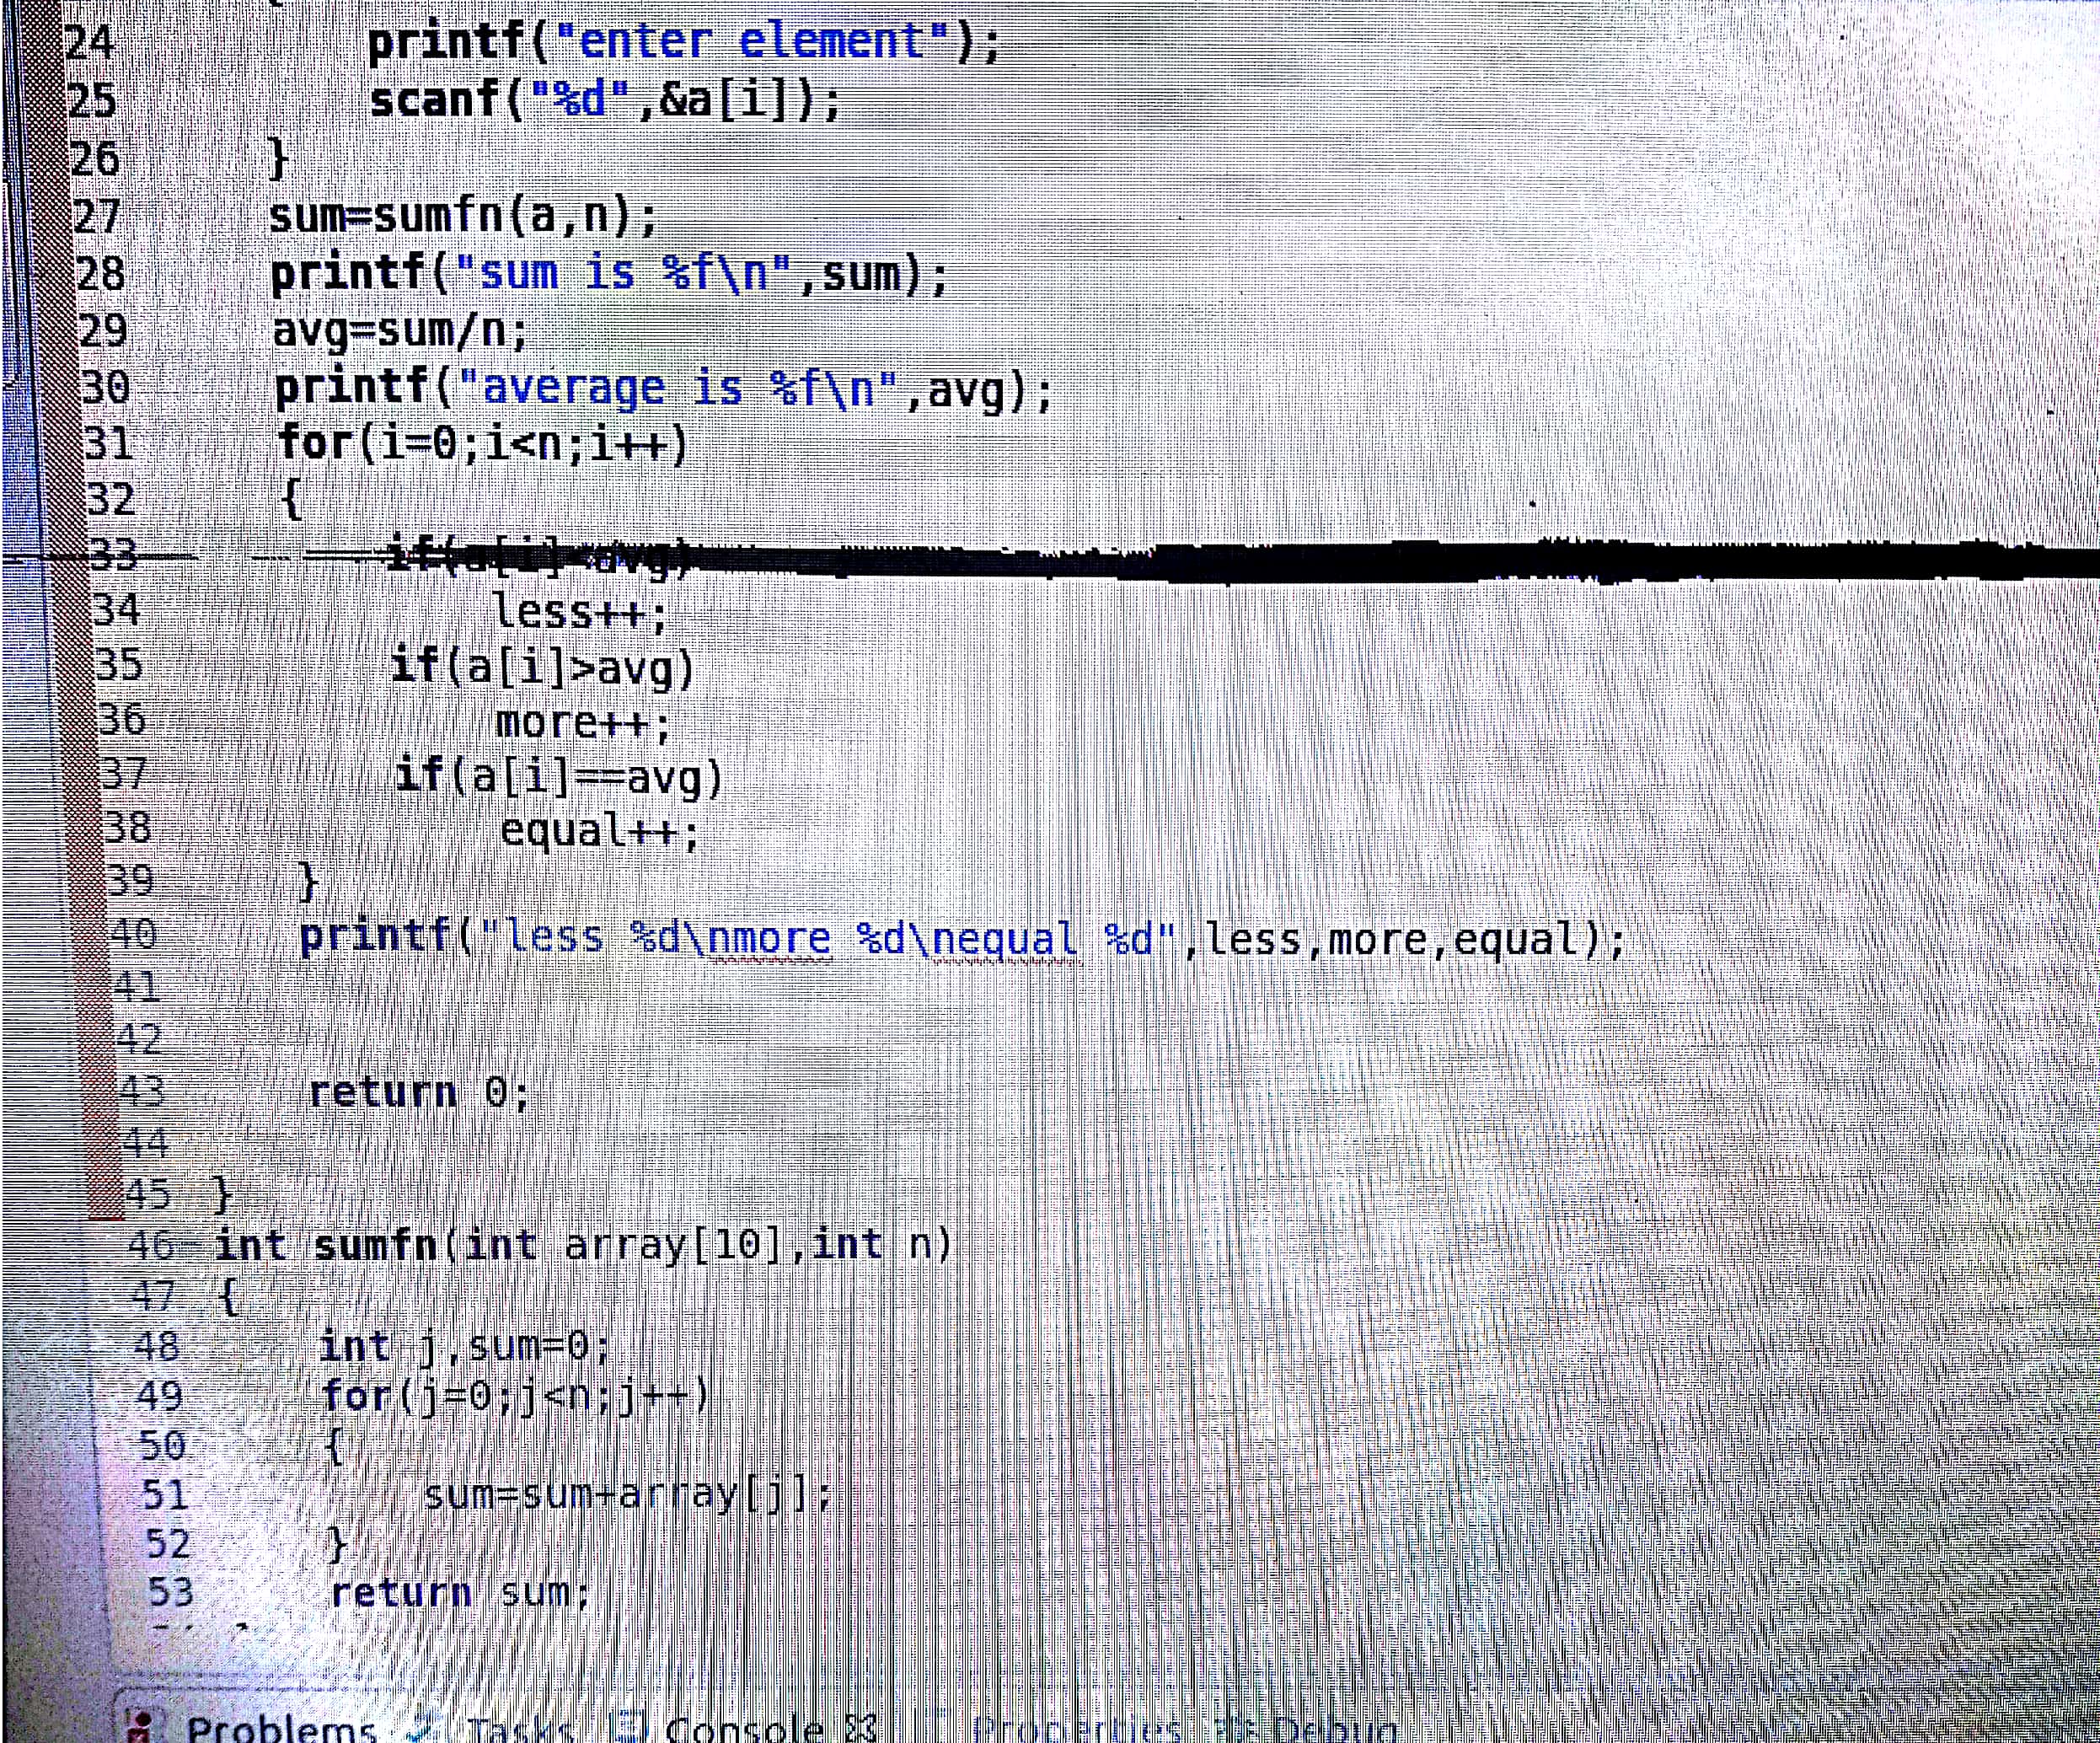 24 printf("enter element");
25 scanf("%d",&a[i]);
26 }
27 sum=sumfn(a,n);
28 printf("sum is %f\n",sum);
29 avg=sum/n;
30 printf("average is %f\n",avg);
31 for(i=0;i<n;i++)
32 {
33 if(a[i]<avg)
34 less++;
35 if(a[i]>avg)
36 more++;
37 if(a[i]==avg)
38 equal++;
39 }
40 printf("less %d\nmore %d\nequal %d",less,more,equal);
41
42
43 return 0;
44
45 }
46 int sumfn(int array[10],int n)
47 {
48 int j,sum=0;
49 for(j=0;j<n;j++)
50 {
51 sum=sum+array[j];
52 }
53 return sum;
Problems Tasks Console Properties Debug